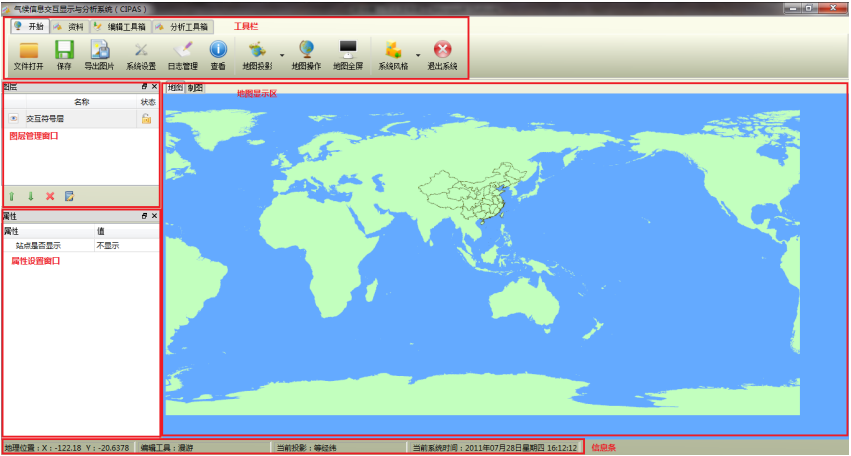 气候信息交互显示与分析系统(CIPAS)
开始 资料 编辑工具箱 分析工具箱 工具栏
文件打开 保存 导出图片 系统设置 日志管理 查看 地图投影 地图操作 地图全屏 系统风格 退出系统
图层
地图 制图
地图显示区
名称 状态
交互符号层
图层管理窗口
属性
属性 值
站点是否显示 不显示
属性设置窗口
地理位置:X:-122.18 Y:-20.6378 编辑工具:漫游 当前投影:等经纬 当前系统时间:2011年07月28日星期四 16:12:12 信息条